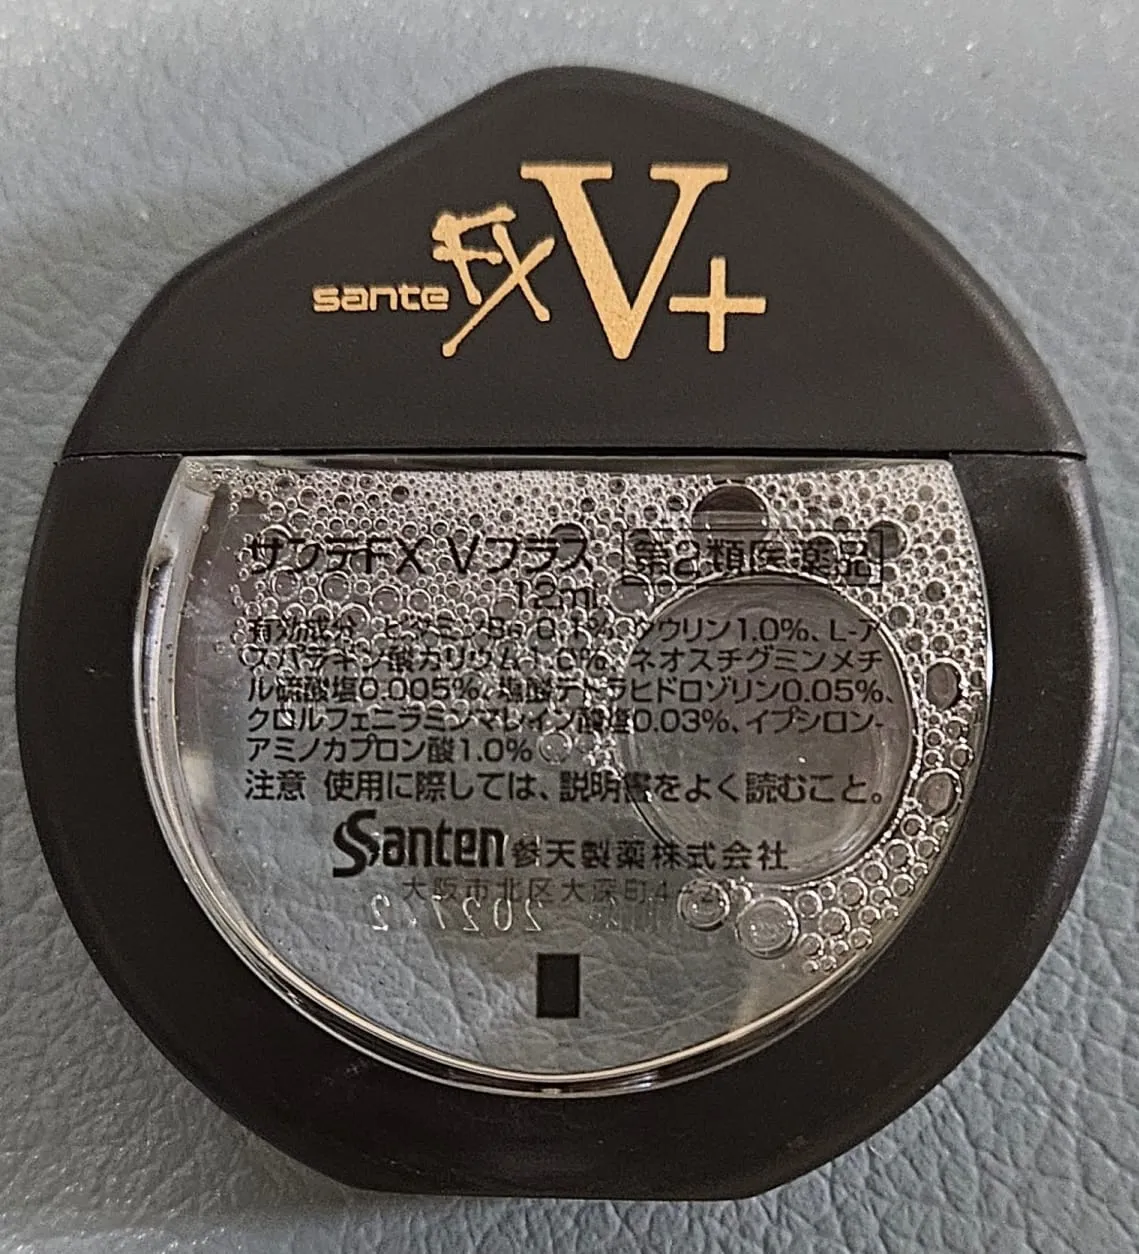 sante FX V+
サンテFX Vプラス 第2類医薬品
12mL
有効成分 ビタミンB6 0.1%、タウリン1.0%、L-ア
スパラギン酸カリウム1.0%、ネオスチグミンメチ
ル硫酸塩0.005%、塩酸テトラヒドロゾリン0.05%、
クロルフェニラミンマレイン酸塩0.03%、イプシロン-
アミノカプロン酸1.0%
注意 使用に際しては、説明書をよく読むこと。
Santen 参天製薬株式会社
大阪市北区大深町4-20